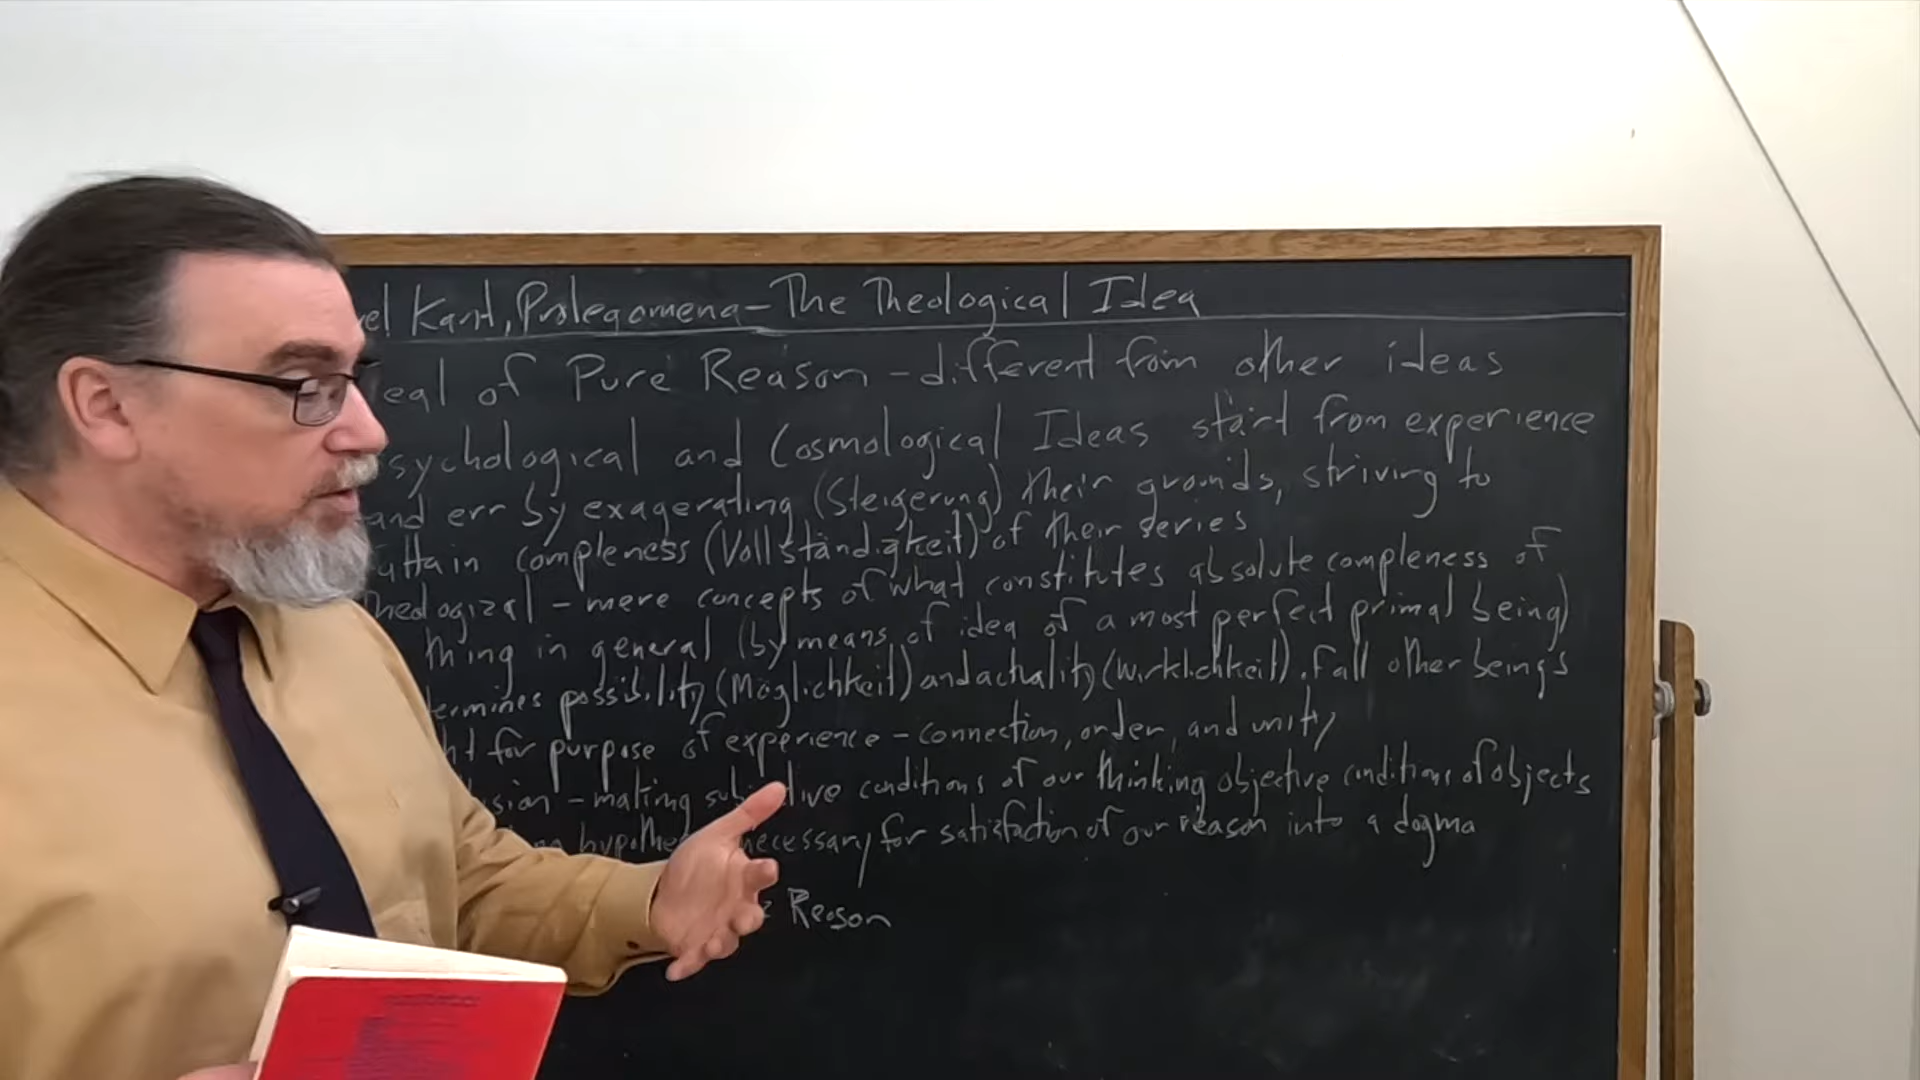 el Kant, Prolegomena – The Theological Idea
eal of Pure Reason – different from other ideas
sychological and Cosmological Ideas start from experience
and err by exagerating (Steigerung) their grounds, striving to
attain compleness (Vollständigkeit) of their series
heological – mere concepts of what constitutes absolute compleness of
thing in general (by means of idea of a most perfect primal being)
ermines possibility (Möglichkeit) and actuality (Wirklichkeit) of all other beings
ht for purpose of experience – connection, order, and unity
usion – making subjective conditions of our thinking objective conditions of objects
hypothe necessary for satisfaction of our reason into a dogma
Reason